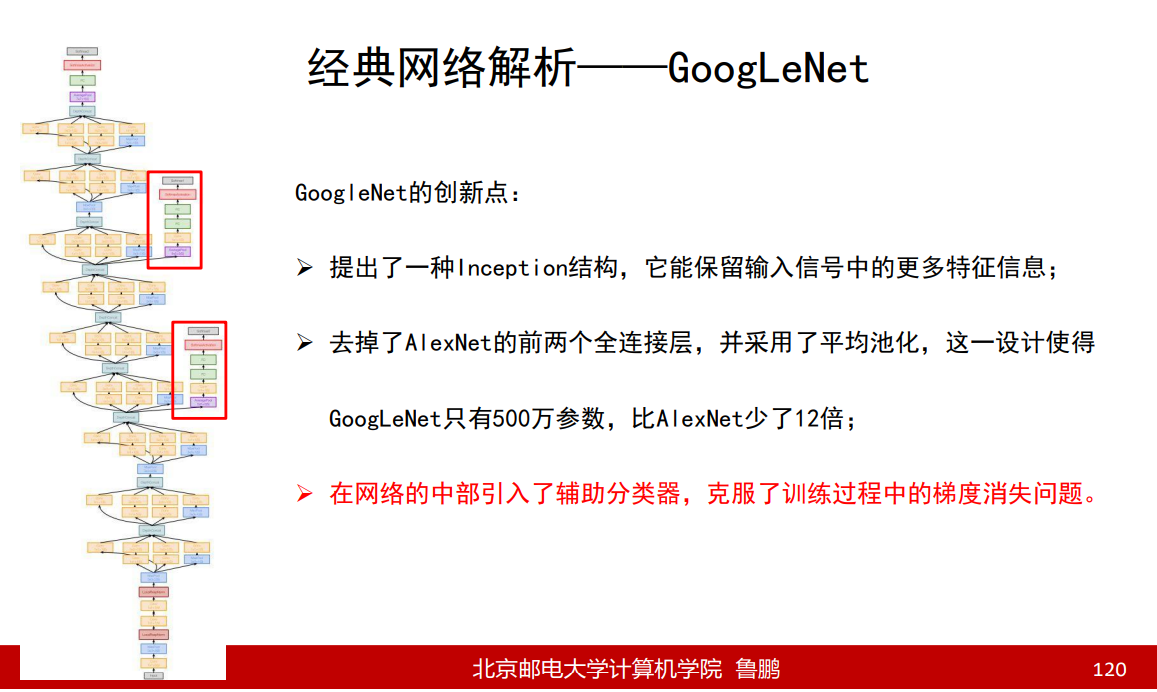 经典网络解析——GoogLeNet
GoogleNet的创新点：
➢ 提出了一种Inception结构，它能保留输入信号中的更多特征信息；
➢ 去掉了AlexNet的前两个全连接层，并采用了平均池化，这一设计使得
GoogLeNet只有500万参数，比AlexNet少了12倍；
➢ 在网络的中部引入了辅助分类器，克服了训练过程中的梯度消失问题。
北京邮电大学计算机学院 鲁鹏
120